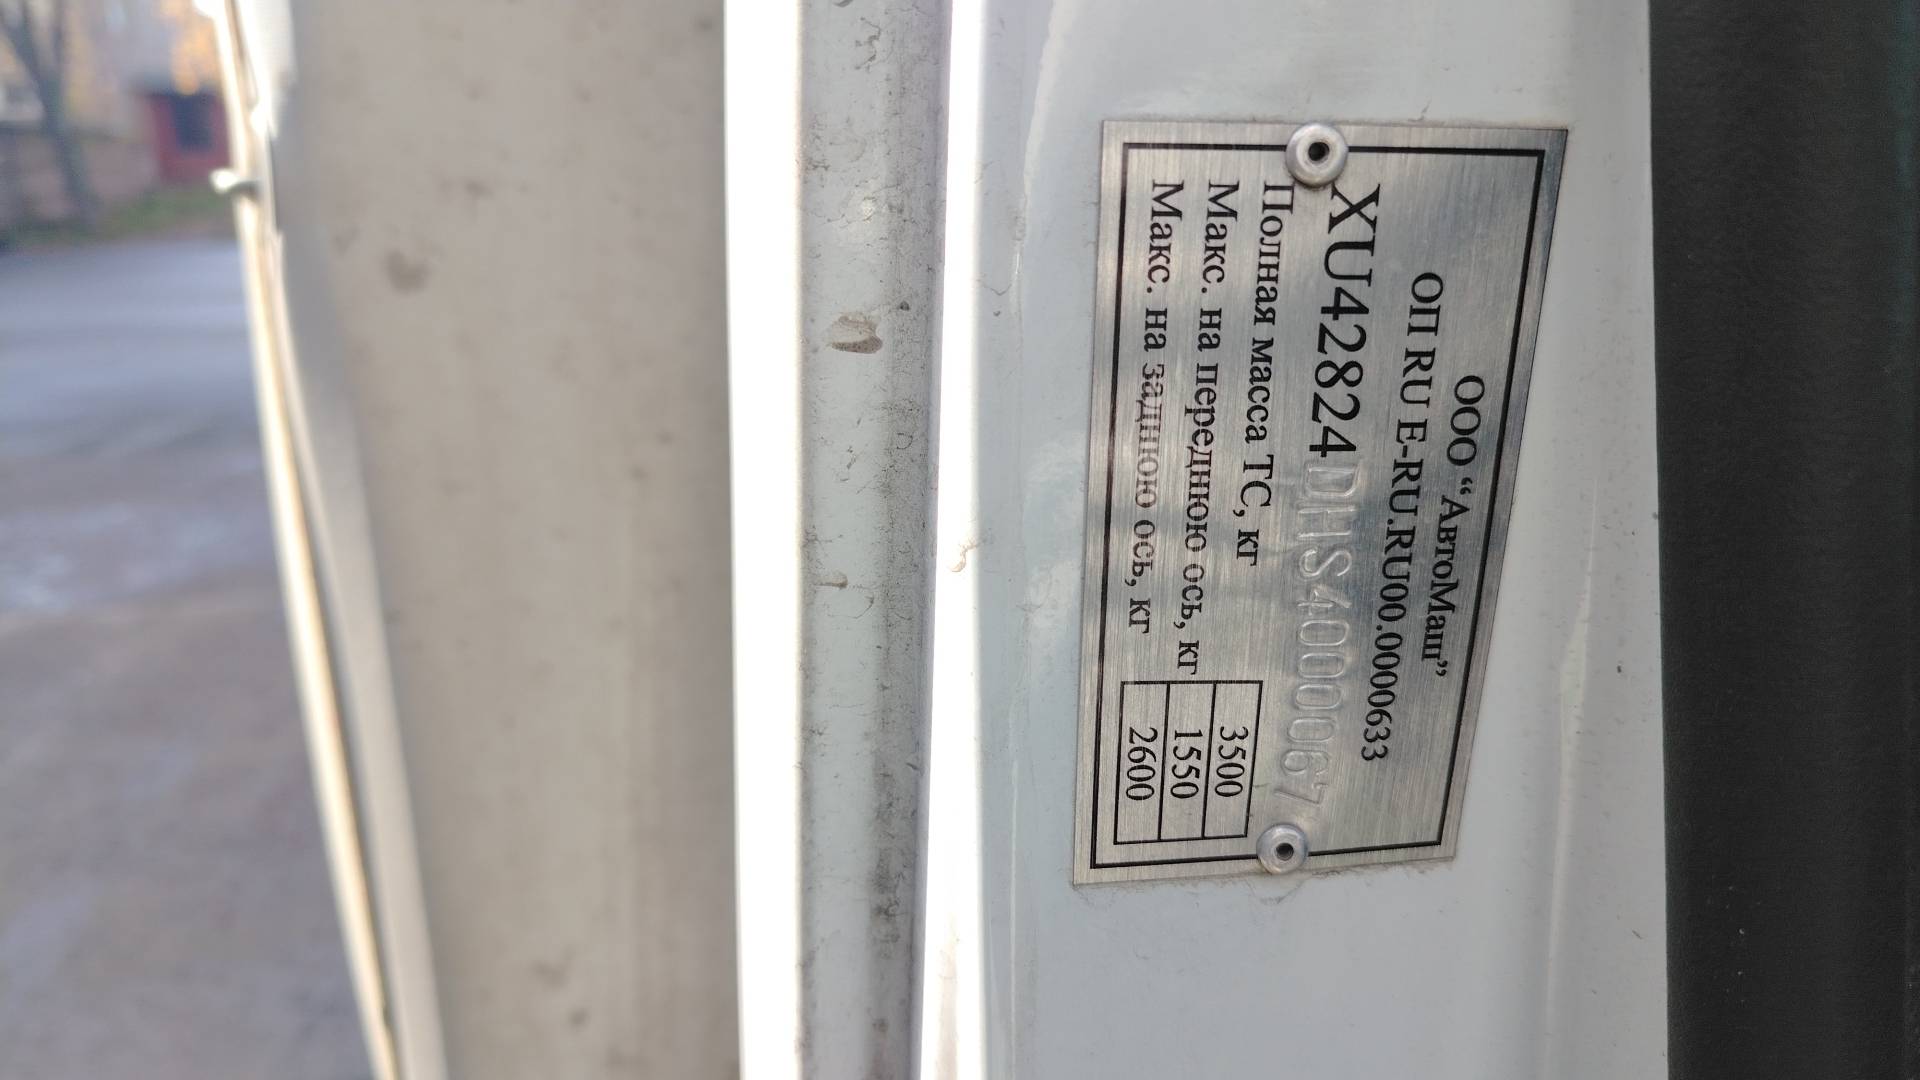 ООО “АвтоМаш”
ОП RU E-RU.RU00.0000633
XU42824DHS4000067
Полная масса ТС, кг 3500
Макс. на переднюю ось, кг 1550
Макс. на заднюю ось, кг 2600